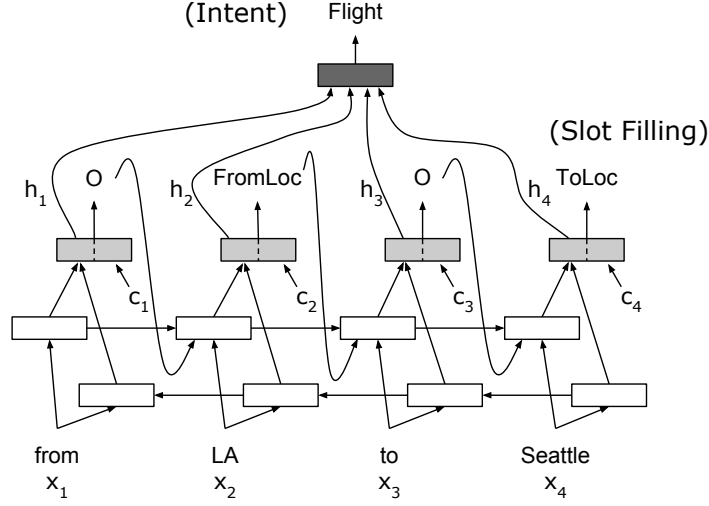 (Intent) Flight
(Slot Filling)
h₁ O h₂ FromLoc h₃ O h₄ ToLoc
c₁ c₂ c₃ c₄
from LA to Seattle
x₁ x₂ x₃ x₄